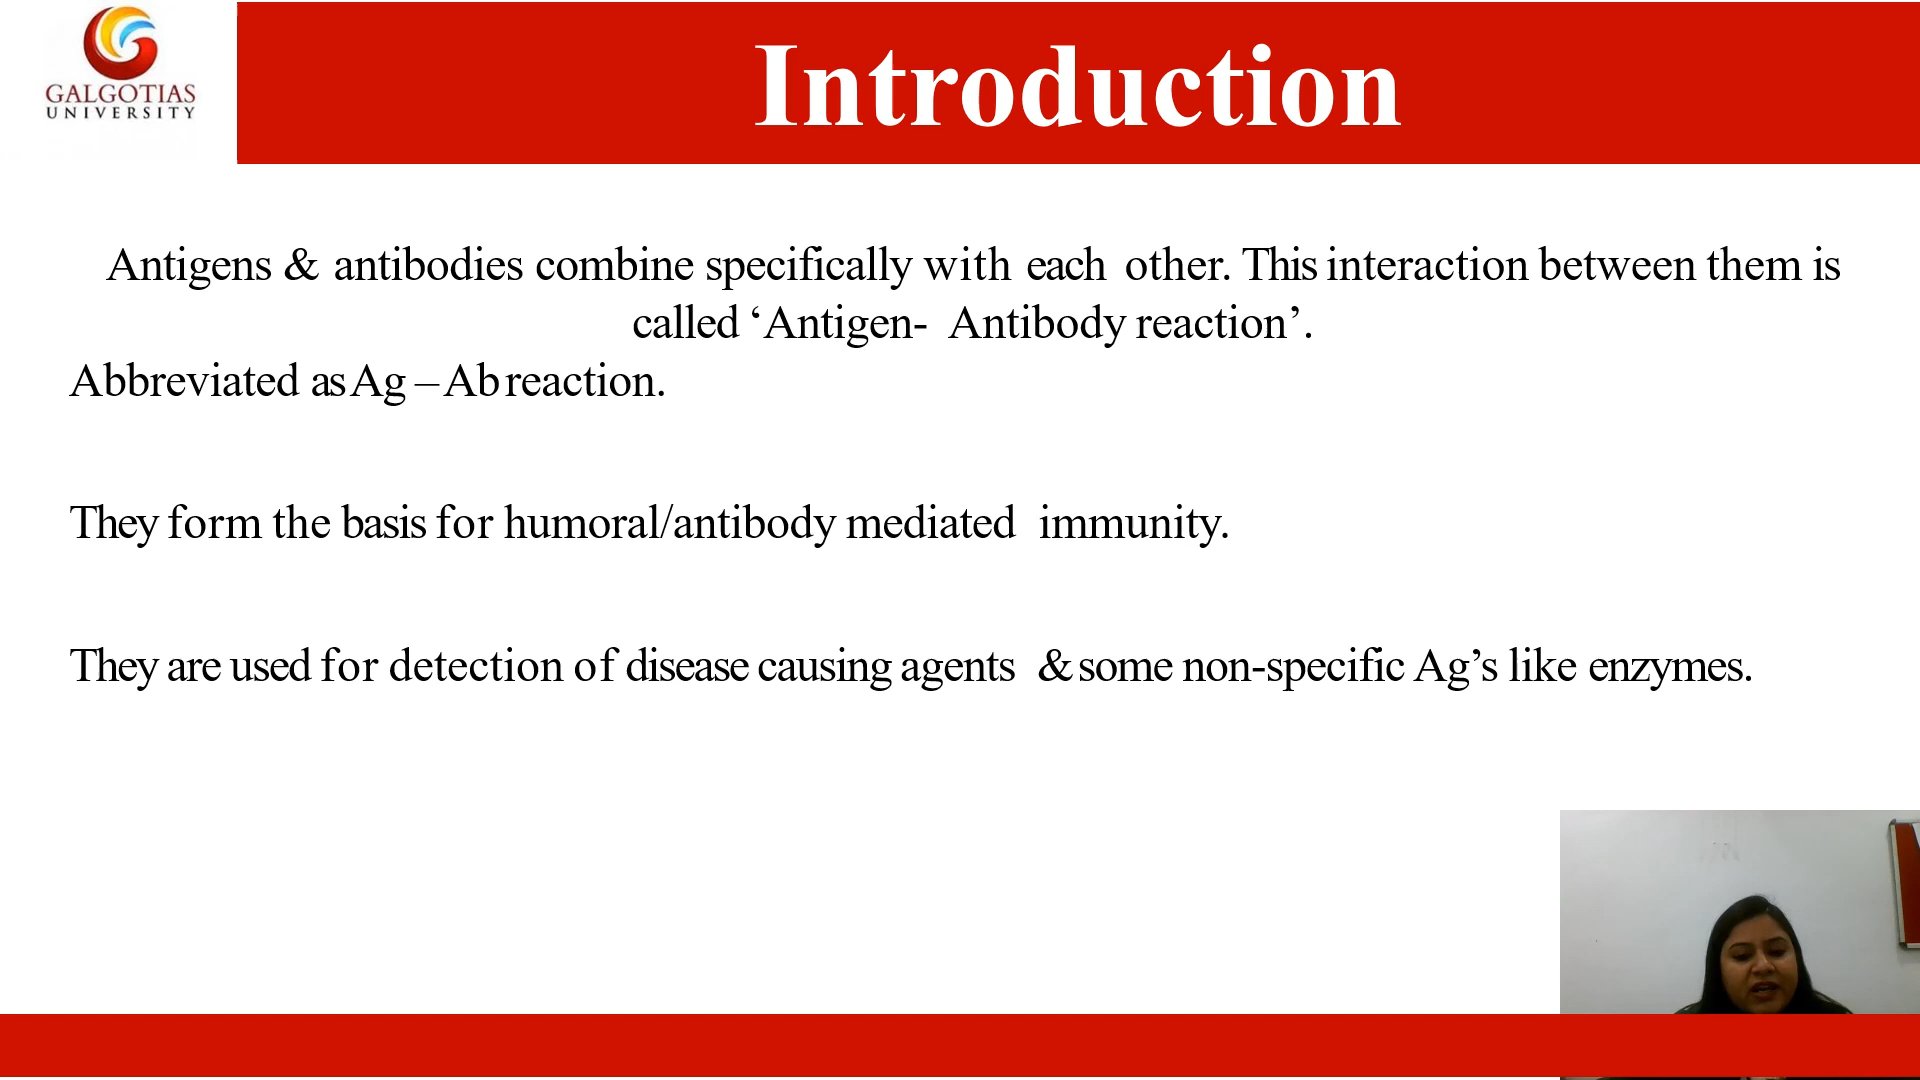 GALGOTIAS
UNIVERSITY
Introduction
Antigens & antibodies combine specifically with each other. This interaction between them is
called ‘Antigen- Antibody reaction’.
Abbreviated as Ag – Ab reaction.
They form the basis for humoral/antibody mediated immunity.
They are used for detection of disease causing agents & some non-specific Ag’s like enzymes.